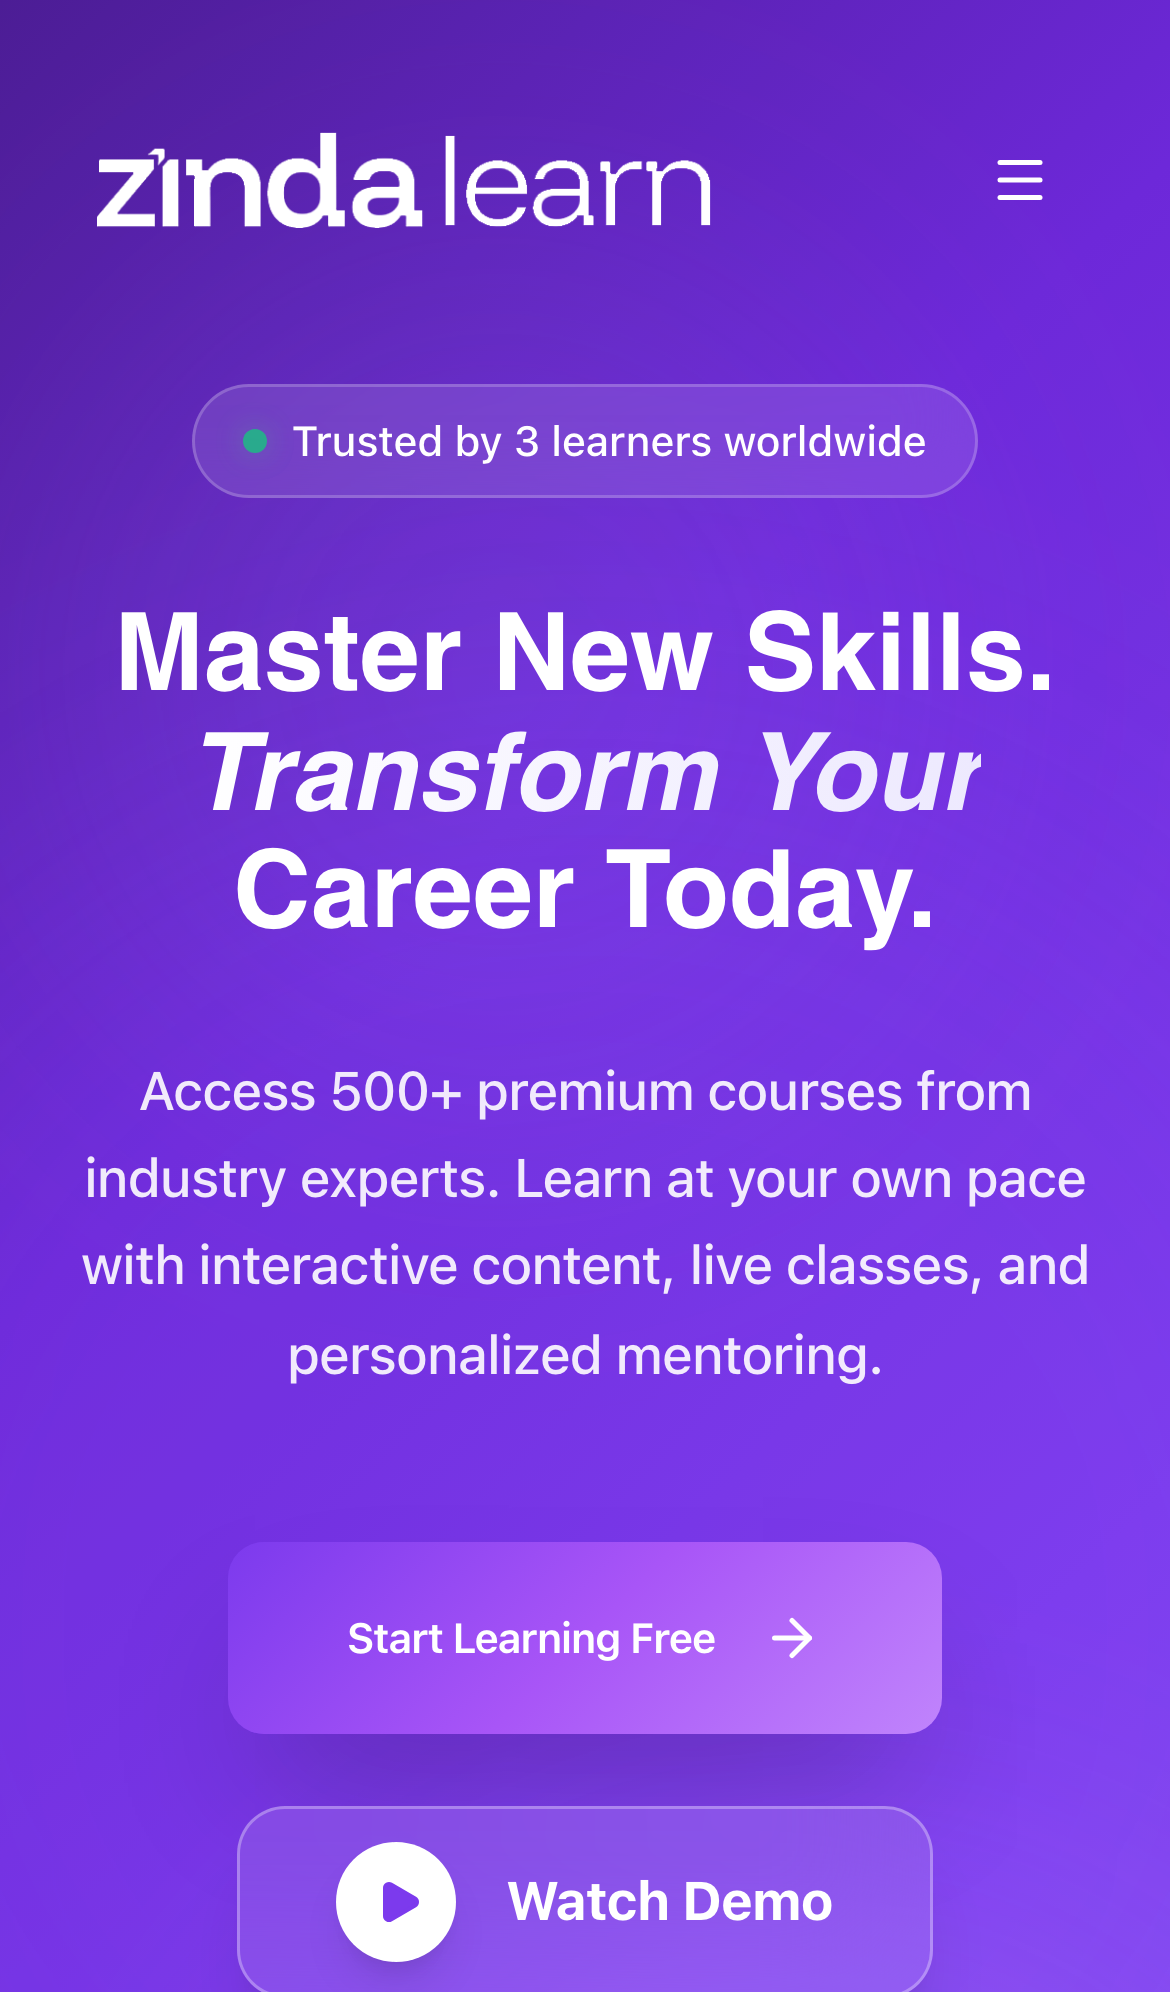 zinda learn
Trusted by 3 learners worldwide
Master New Skills.
Transform Your
Career Today.
Access 500+ premium courses from
industry experts. Learn at your own pace
with interactive content, live classes, and
personalized mentoring.
Start Learning Free
Watch Demo